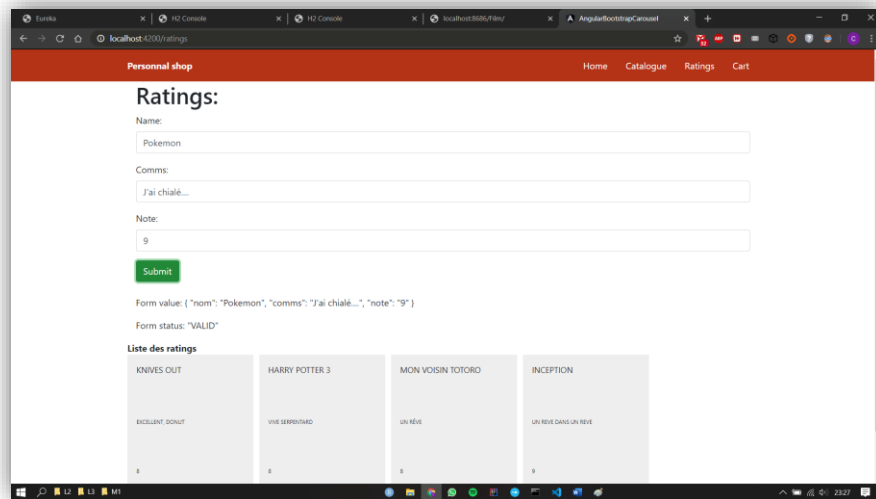 Eureka
H2 Console
H2 Console
localhost:8686/Film/
AngularBootstrapCarousel
localhost:4200/ratings
Personnal shop
Home Catalogue Ratings Cart
Ratings:
Name:
Pokemon
Comms:
J'ai chialé....
Note:
9
Submit
Form value: { "nom": "Pokemon", "comms": "J'ai chialé....", "note": "9" }
Form status: "VALID"
Liste des ratings
KNIVES OUT HARRY POTTER 3 MON VOISIN TOTORO INCEPTION
EXCELLENT, DONUT VIVE SERPENTARD UN RÊVE UN REVE DANS UN REVE
8 8 8 9
L2 L3 M1
23:27